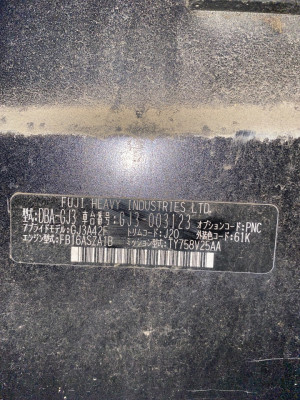 FUJI HEAVY INDUSTRIES LTD.
型式:DBA-GJ3 車台番号:GJ3-003123 オプションコード:PNC
アプライドモデル:GJ3A42F トリムコード:J20 外装色コード:61K
エンジン型式:FB16ASZA1B ミッション型式:TY758V25AA